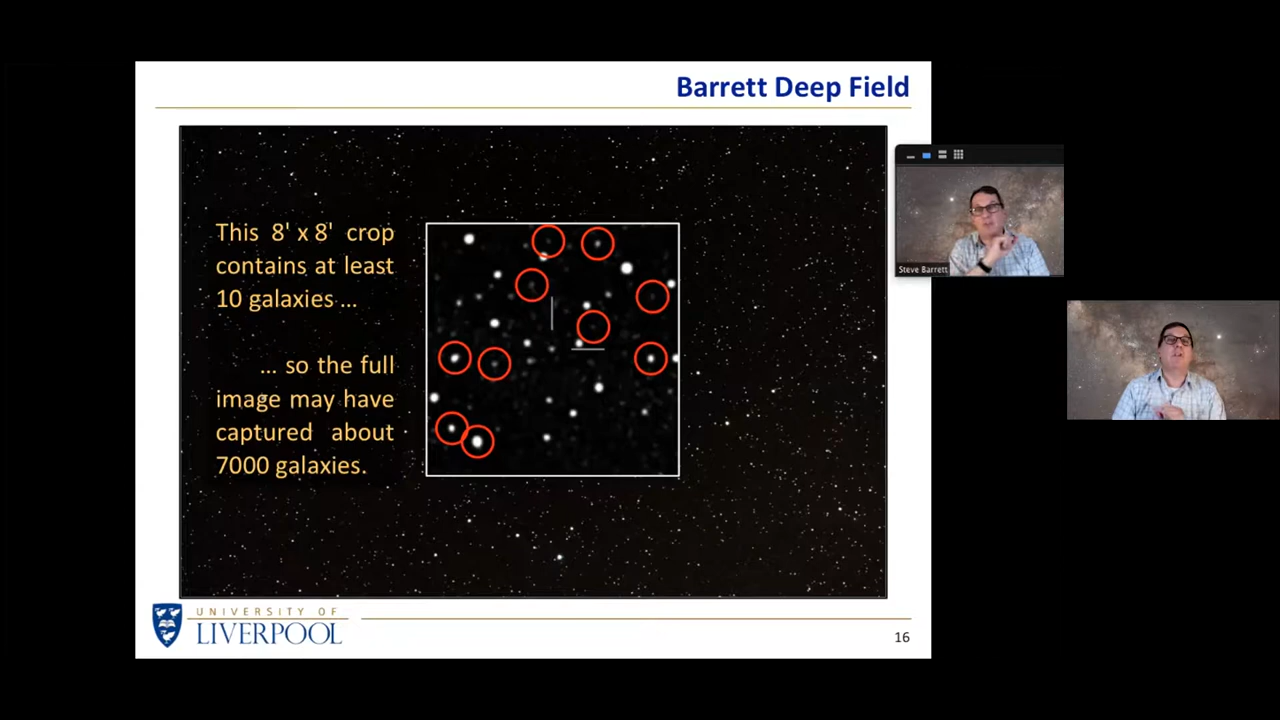 Barrett Deep Field
This 8' x 8' crop
contains at least
10 galaxies ...
... so the full
image may have
captured about
7000 galaxies.
Steve Barrett
UNIVERSITY OF
LIVERPOOL
16